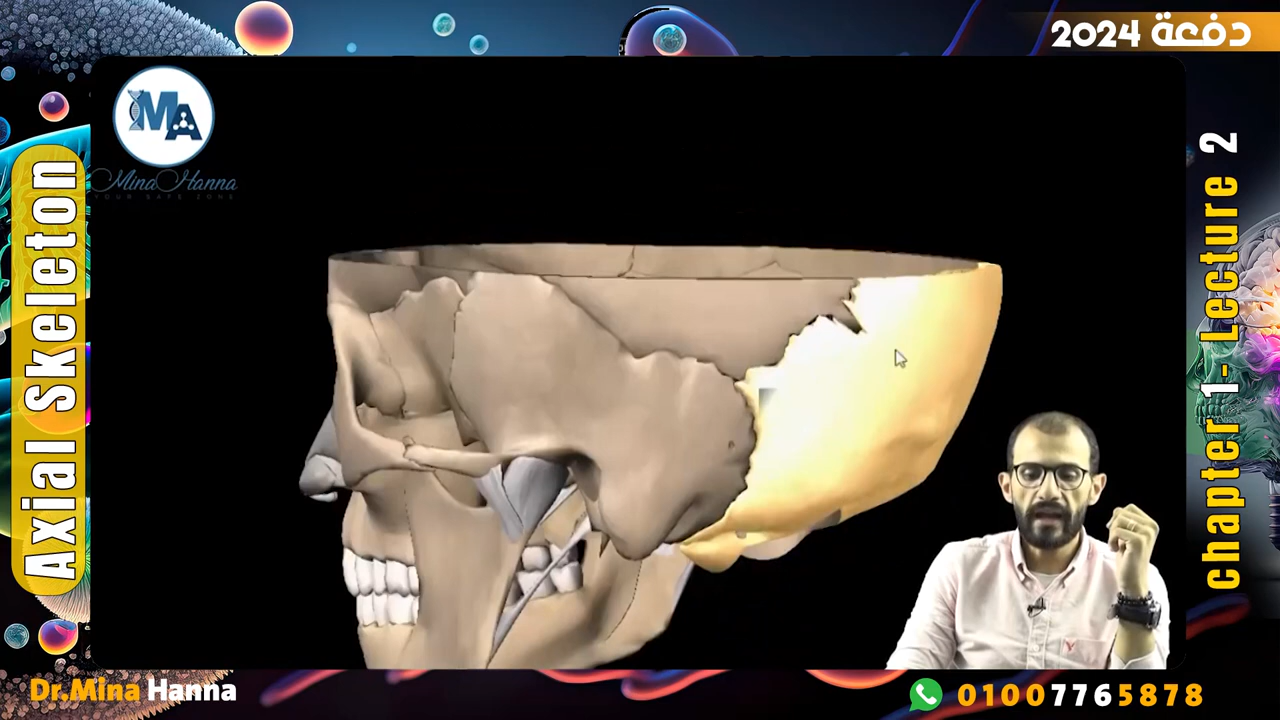 دفعة 2024
MA
Mina Hanna
YOUR SAFE ZONE
Axial Skeleton
chapter 1- Lecture 2
Dr.Mina Hanna
01007765878